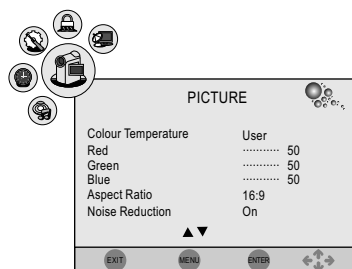 PICTURE
Colour Temperature User
Red ........... 50
Green ........... 50
Blue ........... 50
Aspect Ratio 16:9
Noise Reduction On
▲▼
EXIT MENU ENTER